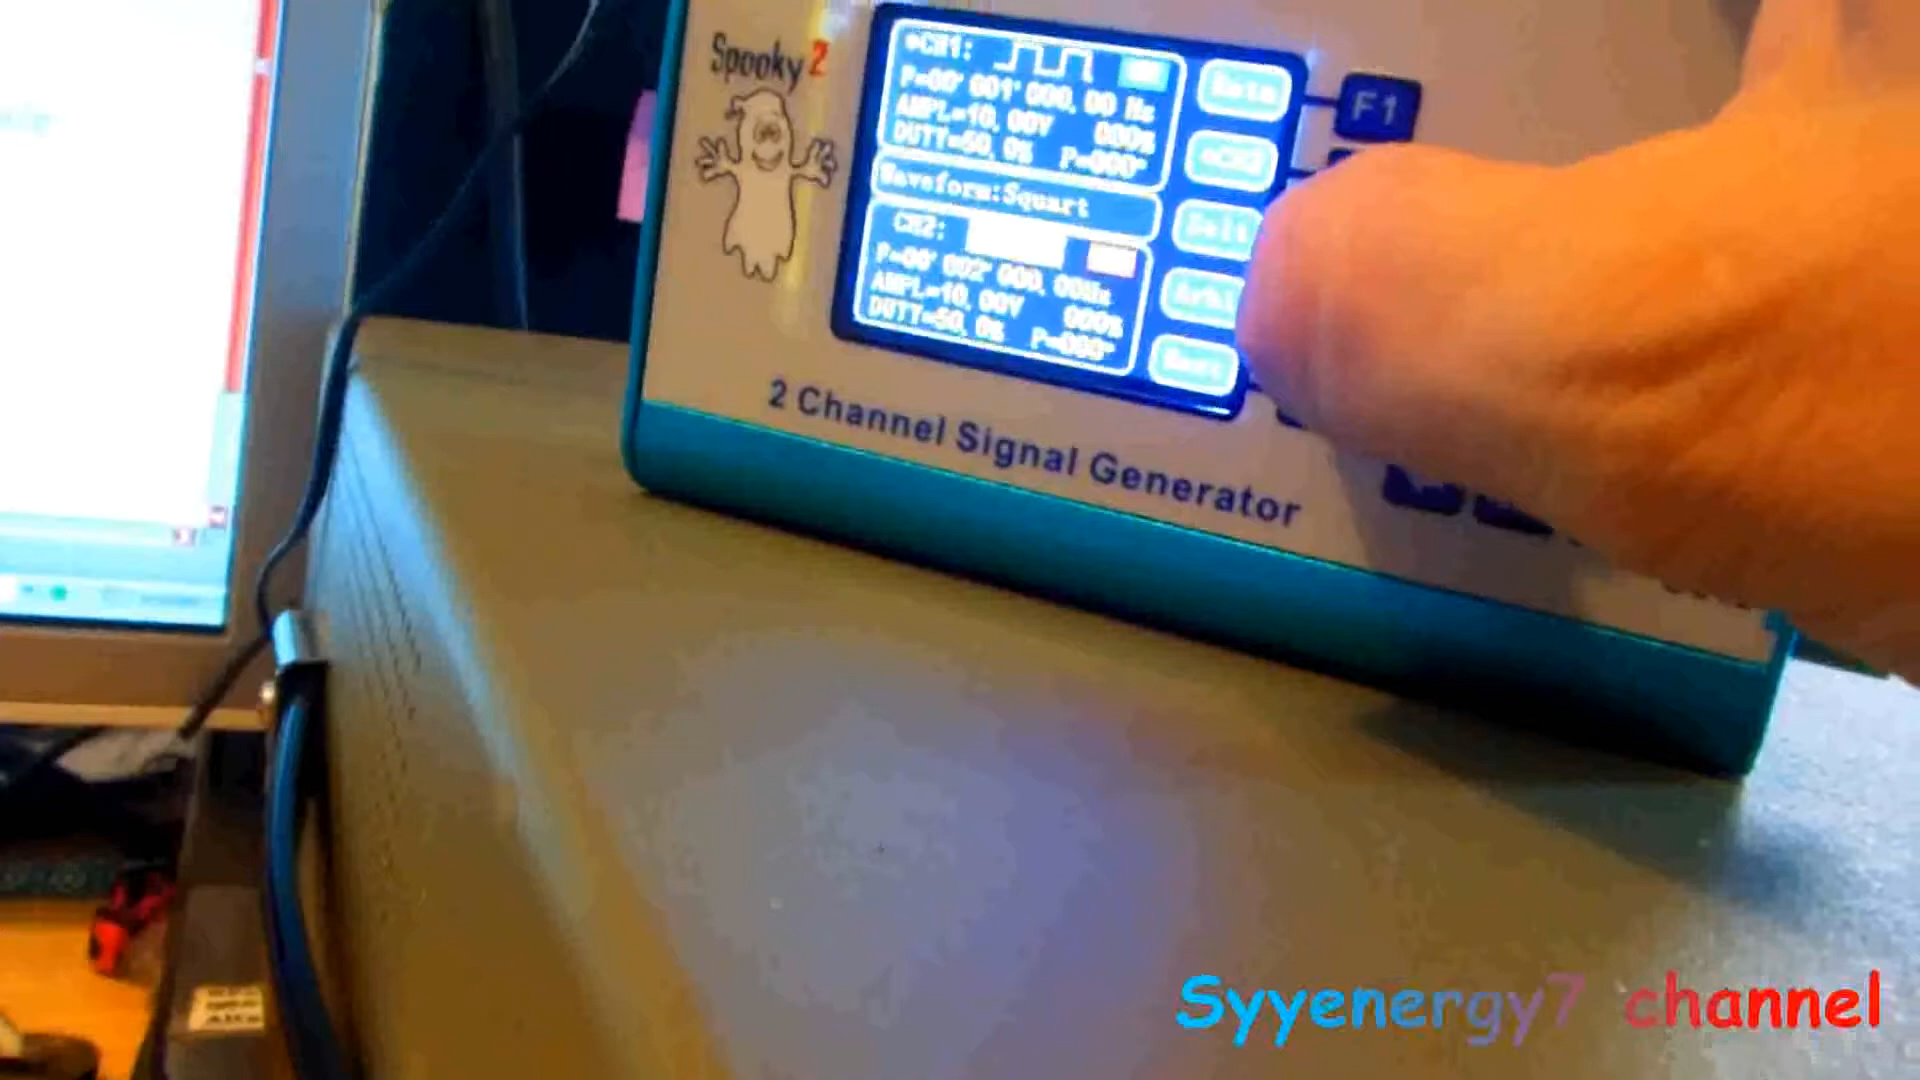 Spooky2
CH1:
F=00' 001' 000. 00 Hz
AMPL=10. 00V 000%
DUTY=50. 0% P=000°
Waveform:Squart
CH2:
F=00' 002' 000. 00Hz
AMPL=10. 00V 000%
DUTY=50. 0% P=000°
F1
2 Channel Signal Generator
Syyenergy7 channel